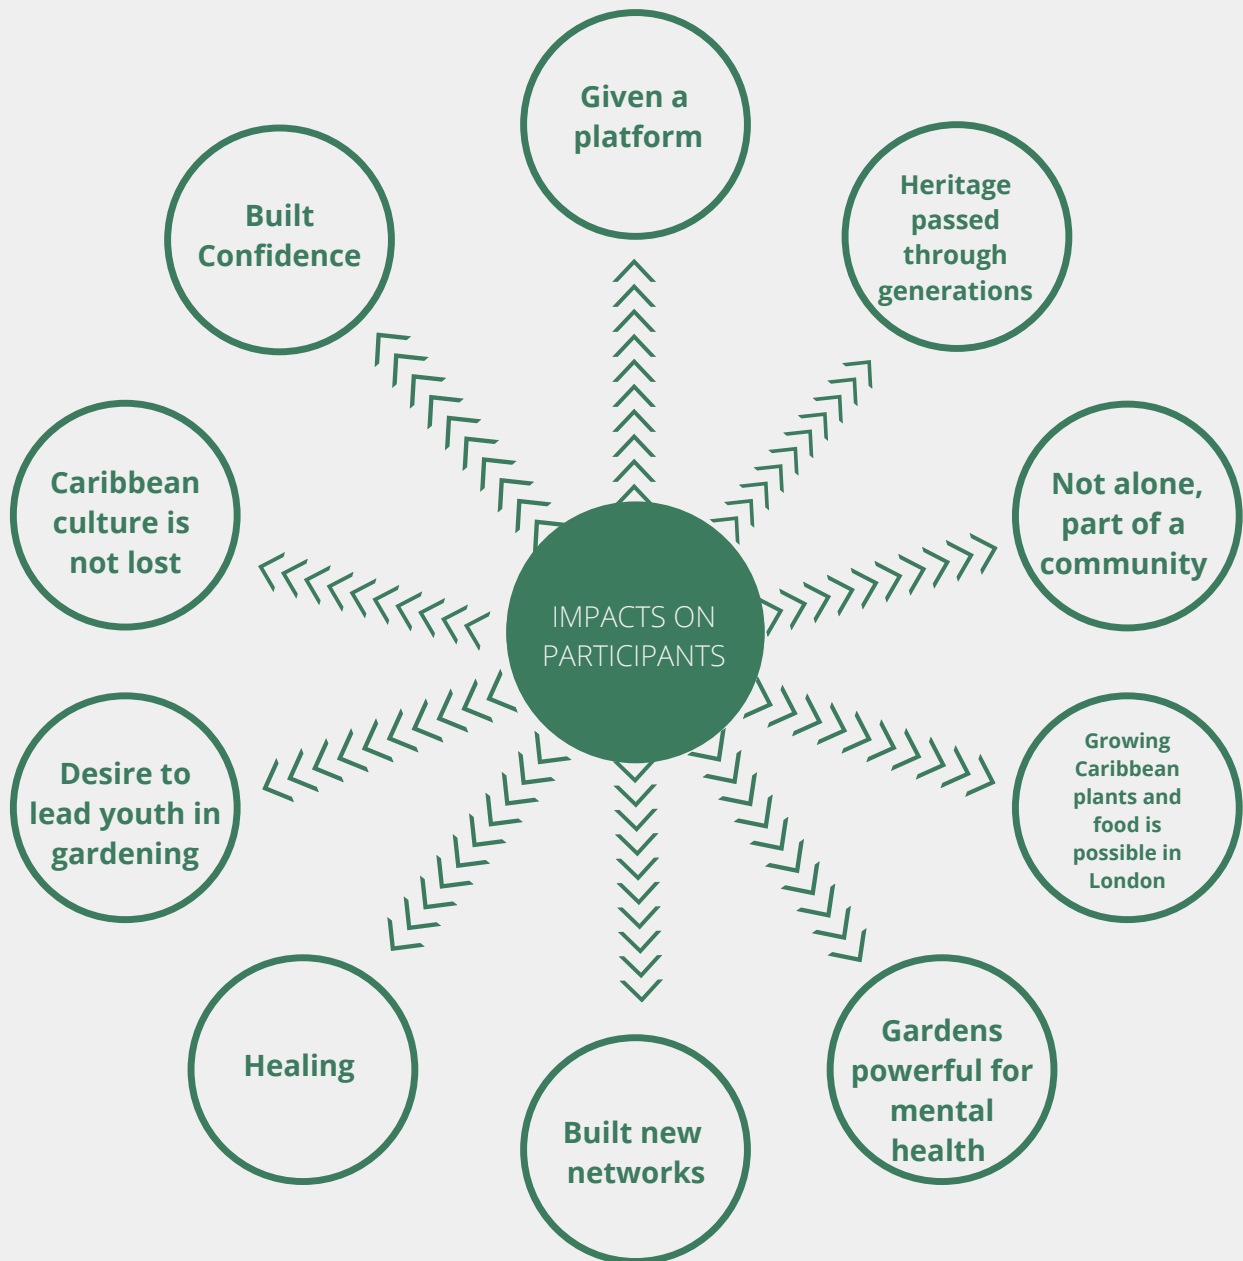 Given a
platform
Heritage
passed
through
generations
Built
Confidence
Not alone,
part of a
community
Caribbean
culture is
not lost
IMPACTS ON
PARTICIPANTS
Growing
Caribbean
plants and
food is
possible in
London
Desire to
lead youth in
gardening
Gardens
powerful for
mental
health
Healing
Built new
networks